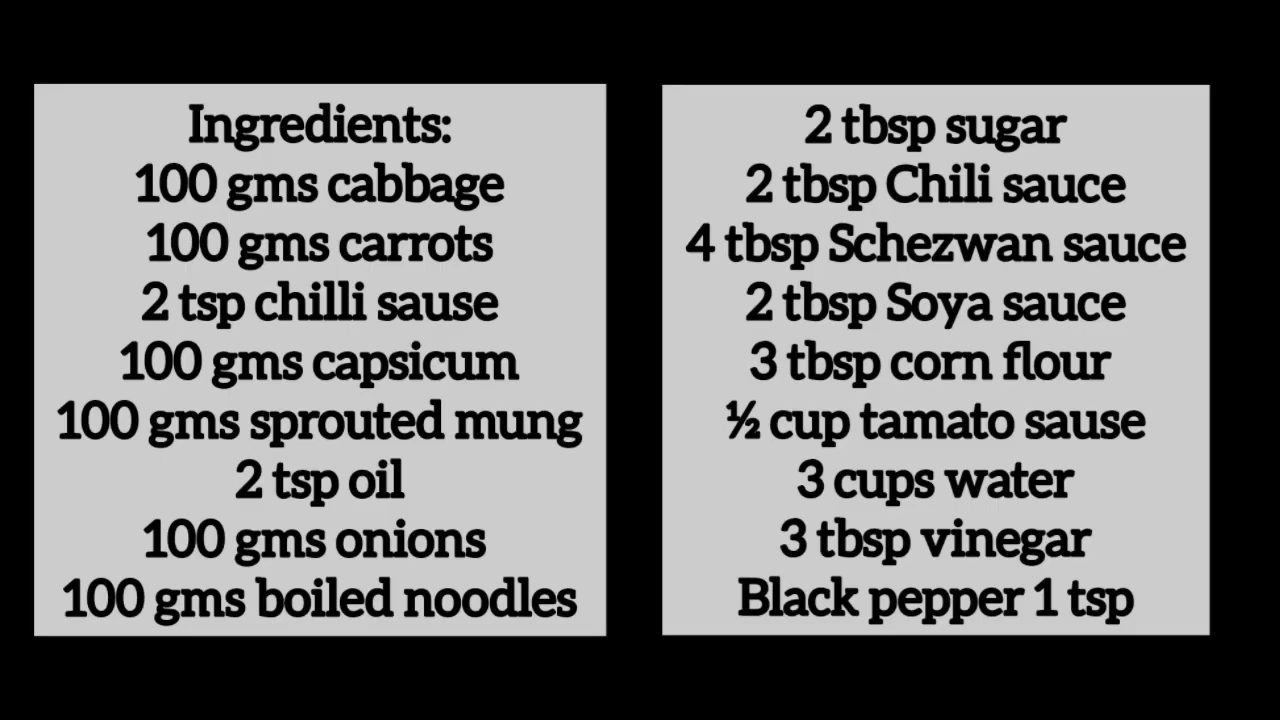 Ingredients:
100 gms cabbage
100 gms carrots
2 tsp chilli sause
100 gms capsicum
100 gms sprouted mung
2 tsp oil
100 gms onions
100 gms boiled noodles
2 tbsp sugar
2 tbsp Chili sauce
4 tbsp Schezwan sauce
2 tbsp Soya sauce
3 tbsp corn flour
½ cup tamato sause
3 cups water
3 tbsp vinegar
Black pepper 1 tsp